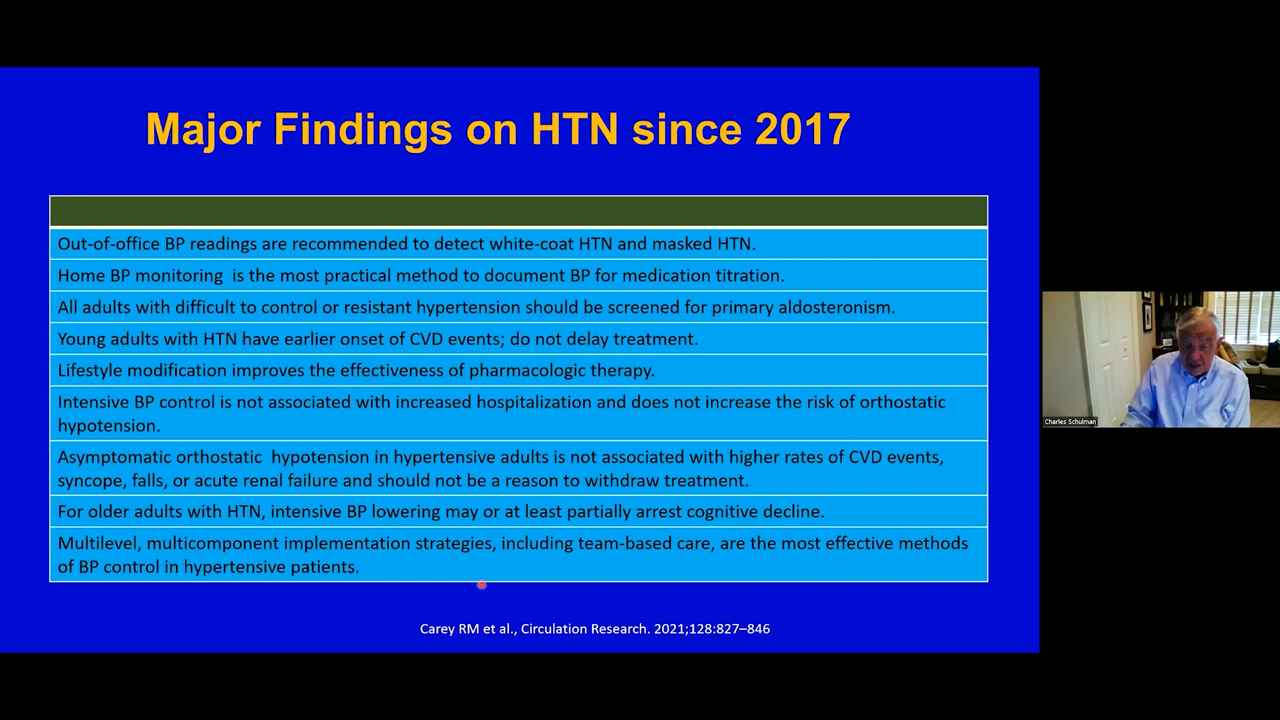 Major Findings on HTN since 2017
Out-of-office BP readings are recommended to detect white-coat HTN and masked HTN.
Home BP monitoring  is the most practical method to document BP for medication titration.
All adults with difficult to control or resistant hypertension should be screened for primary aldosteronism.
Young adults with HTN have earlier onset of CVD events; do not delay treatment.
Lifestyle modification improves the effectiveness of pharmacologic therapy.
Intensive BP control is not associated with increased hospitalization and does not increase the risk of orthostatic
hypotension.
Asymptomatic orthostatic  hypotension in hypertensive adults is not associated with higher rates of CVD events,
syncope, falls, or acute renal failure and should not be a reason to withdraw treatment.
For older adults with HTN, intensive BP lowering may or at least partially arrest cognitive decline.
Multilevel, multicomponent implementation strategies, including team-based care, are the most effective methods
of BP control in hypertensive patients.
Carey RM et al., Circulation Research. 2021;128:827–846
Charles Schulman